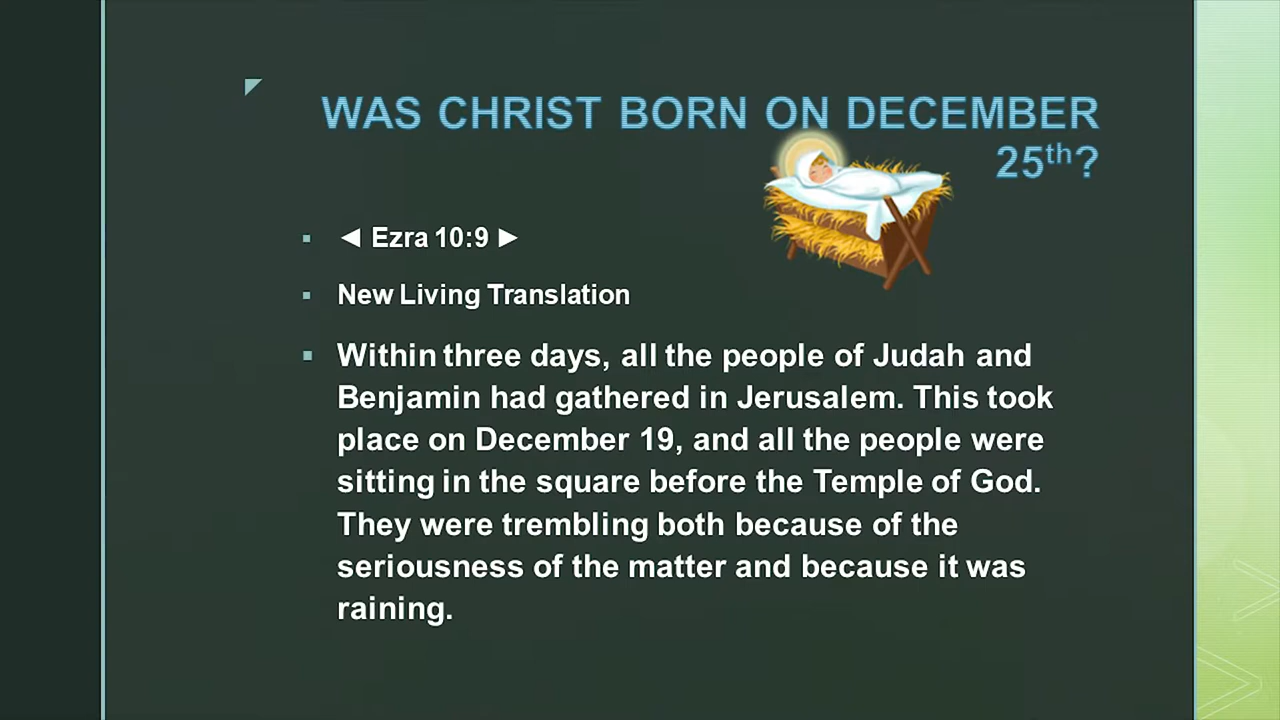 WAS CHRIST BORN ON DECEMBER
25th?
▪ ◄ Ezra 10:9 ►
▪ New Living Translation
▪ Within three days, all the people of Judah and
Benjamin had gathered in Jerusalem. This took
place on December 19, and all the people were
sitting in the square before the Temple of God.
They were trembling both because of the
seriousness of the matter and because it was
raining.